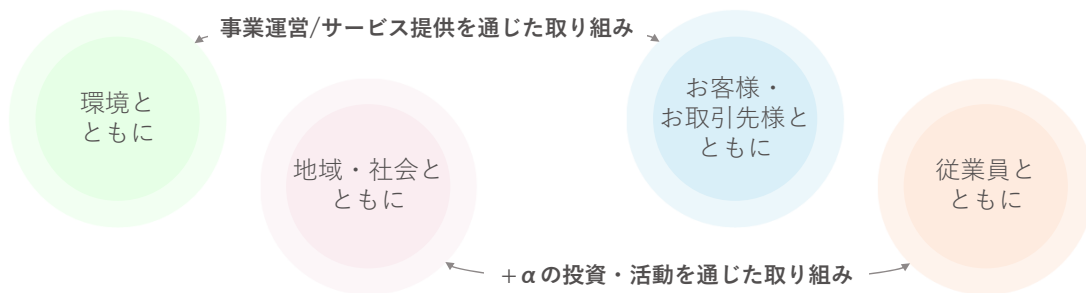 事業運営/サービス提供を通じた取り組み
環境と
ともに
地域・社会と
ともに
お客様・
お取引先様と
ともに
従業員と
ともに
+αの投資・活動を通じた取り組み